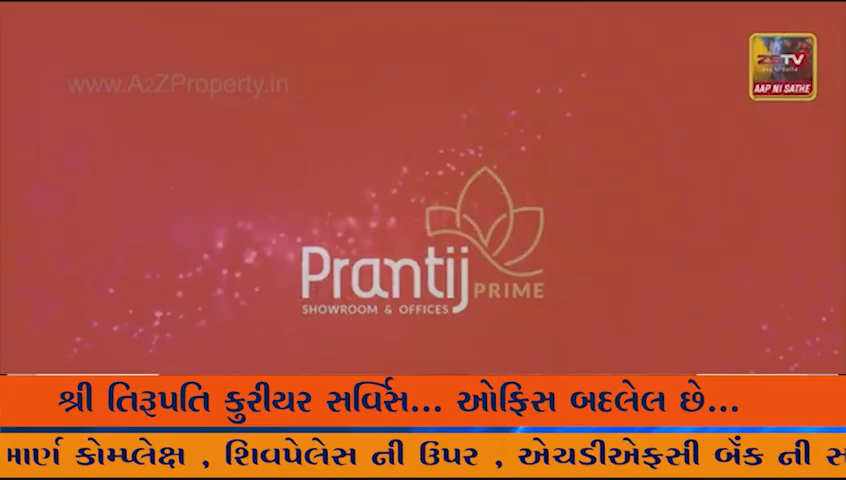 www.A2ZProperty.in
ZSTV
AAP NI SATHE
Prantij
PRIME
SHOWROOM & OFFICES
શ્રી તિરૂપતિ કુરીયર સર્વિસ... ઓફિસ બદલેલ છે...
કોમ્પ્લેક્ષ , શિવપેલેસ ની ઉપર , એચડીએફસી બેંક ની